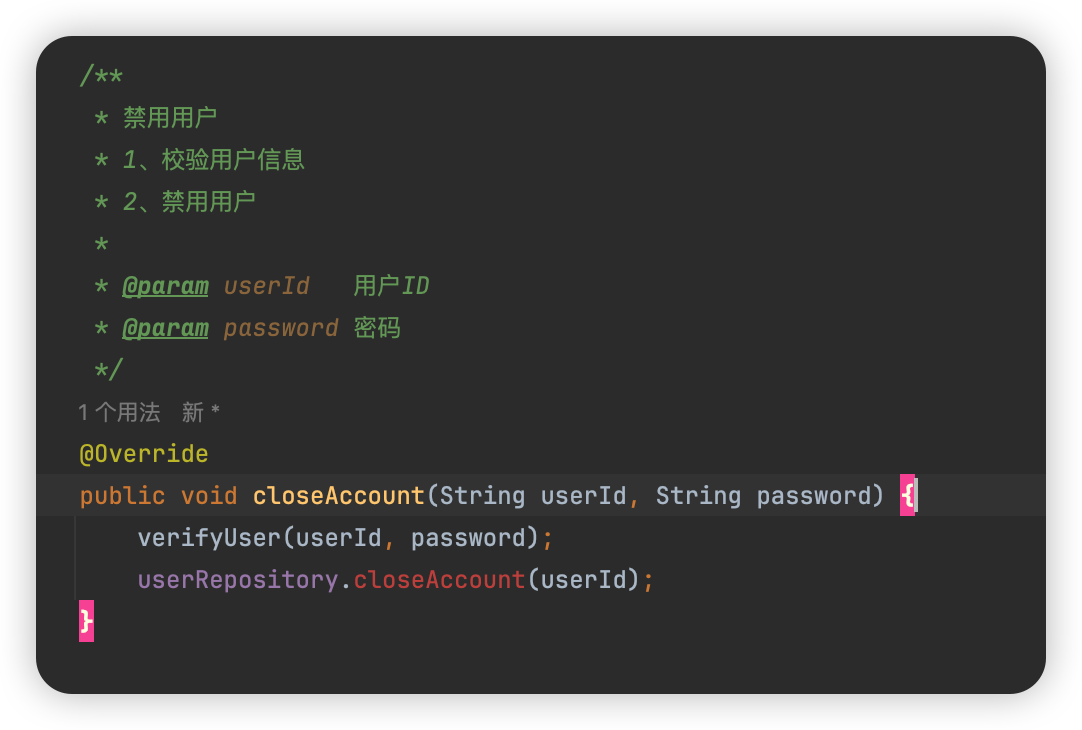 /**
 * 禁用用户
 * 1、校验用户信息
 * 2、禁用用户
 *
 * @param userId   用户ID
 * @param password 密码
 */
1 个用法   新 *
@Override
public void closeAccount(String userId, String password) {
    verifyUser(userId, password);
    userRepository.closeAccount(userId);
}